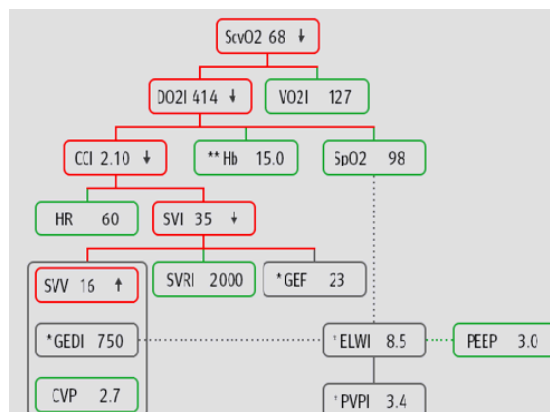 ScvO2 68 ↓
DO2I 414 ↓
VO2I 127
CCI 2.10 ↓
**Hb 15.0
SpO2 98
HR 60
SVI 35 ↓
SVV 16 ↑
SVRI 2000
*GEF 23
*GEDI 750
*ELWI 8.5
PEEP 3.0
CVP 2.7
*PVPI 3.4